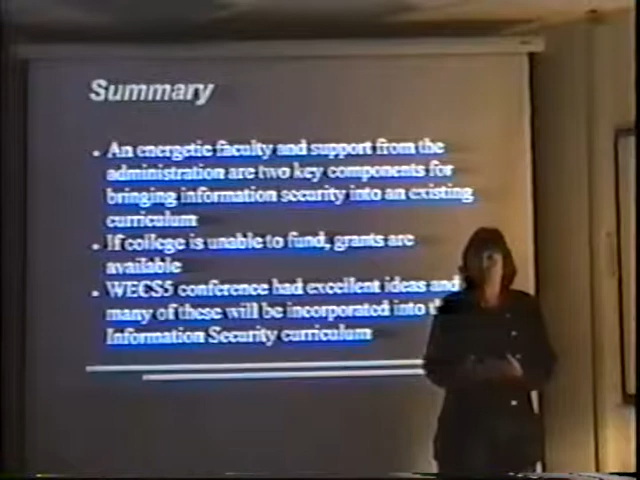 Summary
An energetic faculty and support from the
administration are two key components for
bringing information security into an existing
curriculum
If college is unable to fund, grants are
available
WECS5 conference had excellent ideas and
many of these will be incorporated into
Information Security curriculum